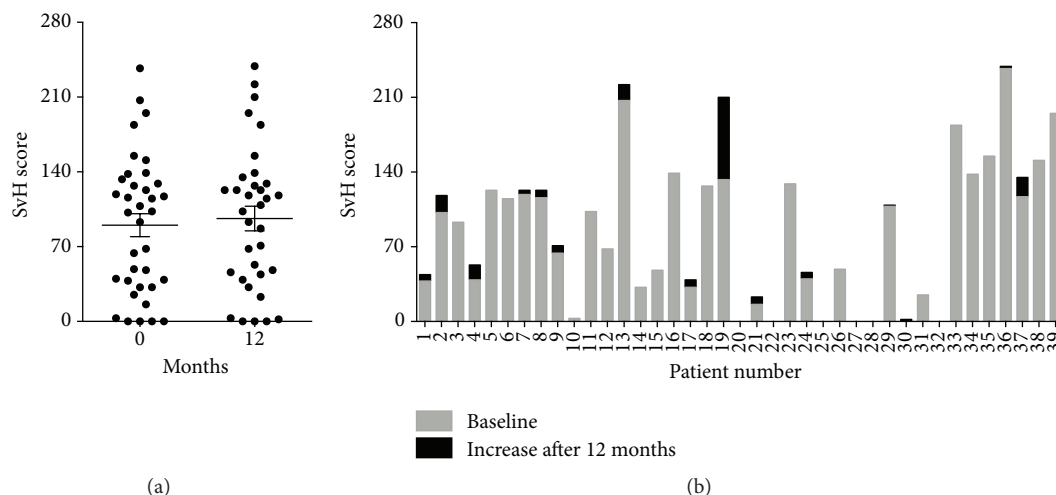 280
210
140
70
0
SvH score
0 12
Months
(a)
280
210
140
70
0
SvH score
1 2 3 4 5 6 7 8 9 10 11 12 13 14 15 16 17 18 19 20 21 22 23 24 25 26 27 28 29 30 31 32 33 34 35 36 37 38 39
Patient number
Baseline
Increase after 12 months
(b)